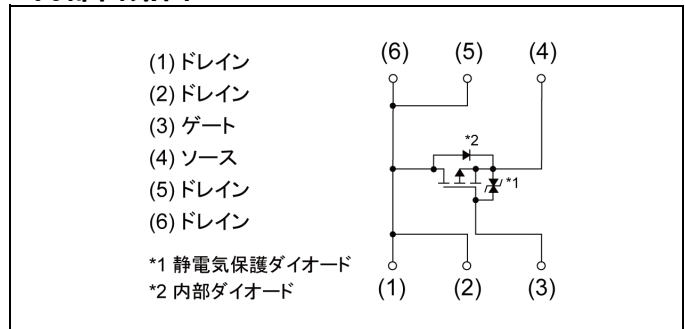 (1) ドレイン
(2) ドレイン
(3) ゲート
(4) ソース
(5) ドレイン
(6) ドレイン
*1 静電気保護ダイオード
*2 内部ダイオード
(6) (5) (4)
*2
*1
(1) (2) (3)